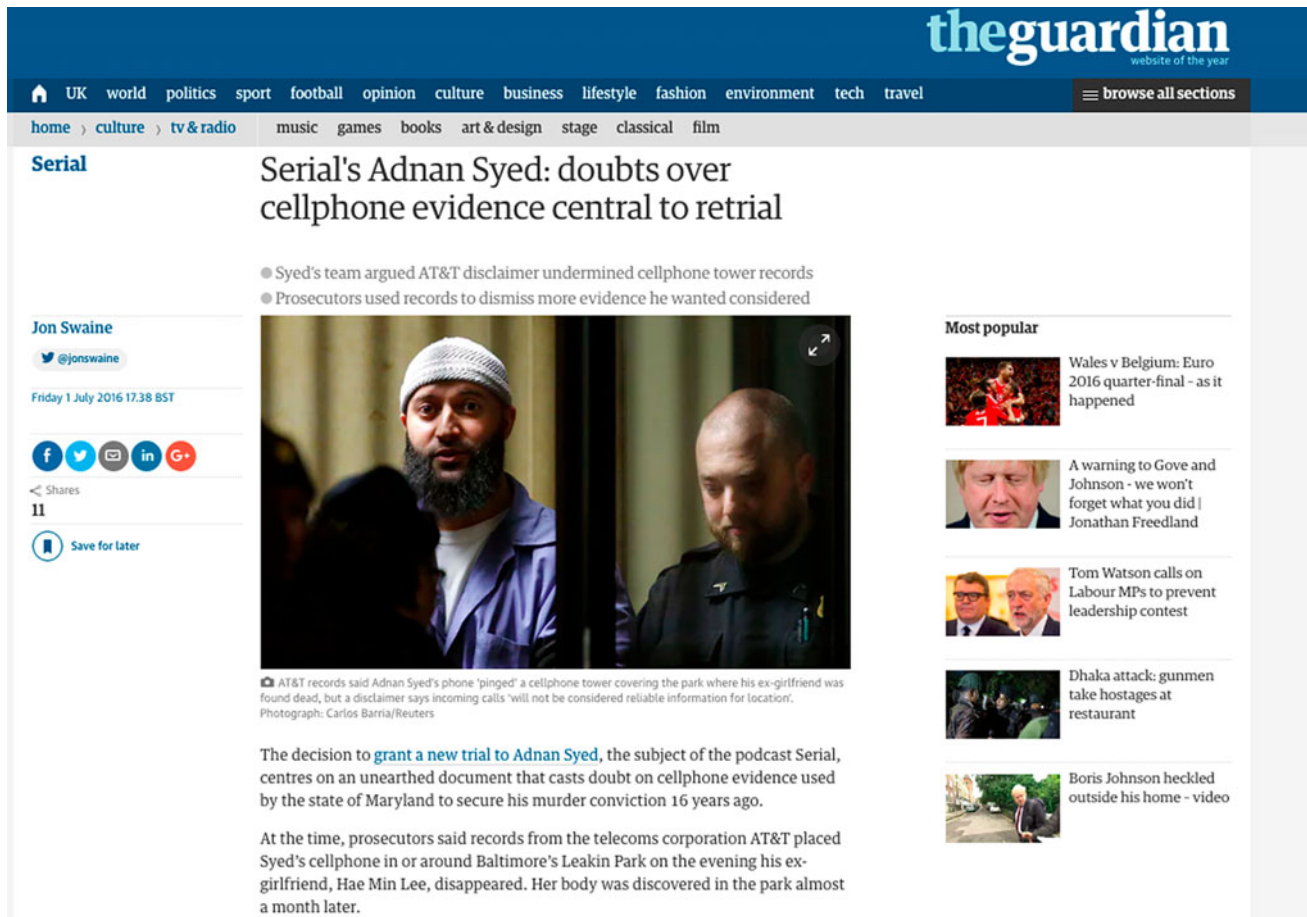 theguardian
website of the year
UK world politics sport football opinion culture business lifestyle fashion environment tech travel
browse all sections
home › culture › tv & radio music games books art & design stage classical film
Serial
Serial's Adnan Syed: doubts over
cellphone evidence central to retrial
● Syed's team argued AT&T disclaimer undermined cellphone tower records
● Prosecutors used records to dismiss more evidence he wanted considered
Jon Swaine
@jonswaine
Friday 1 July 2016 17.38 BST
f in G+
Shares
11
Save for later
AT&T records said Adnan Syed's phone 'pinged' a cellphone tower covering the park where his ex-girlfriend was
found dead, but a disclaimer says incoming calls 'will not be considered reliable information for location'.
Photograph: Carlos Barria/Reuters
The decision to grant a new trial to Adnan Syed, the subject of the podcast Serial,
centres on an unearthed document that casts doubt on cellphone evidence used
by the state of Maryland to secure his murder conviction 16 years ago.
At the time, prosecutors said records from the telecoms corporation AT&T placed
Syed's cellphone in or around Baltimore's Leakin Park on the evening his ex-
girlfriend, Hae Min Lee, disappeared. Her body was discovered in the park almost
a month later.
Most popular
Wales v Belgium: Euro
2016 quarter-final - as it
happened
A warning to Gove and
Johnson - we won't
forget what you did |
Jonathan Freedland
Tom Watson calls on
Labour MPs to prevent
leadership contest
Dhaka attack: gunmen
take hostages at
restaurant
Boris Johnson heckled
outside his home - video